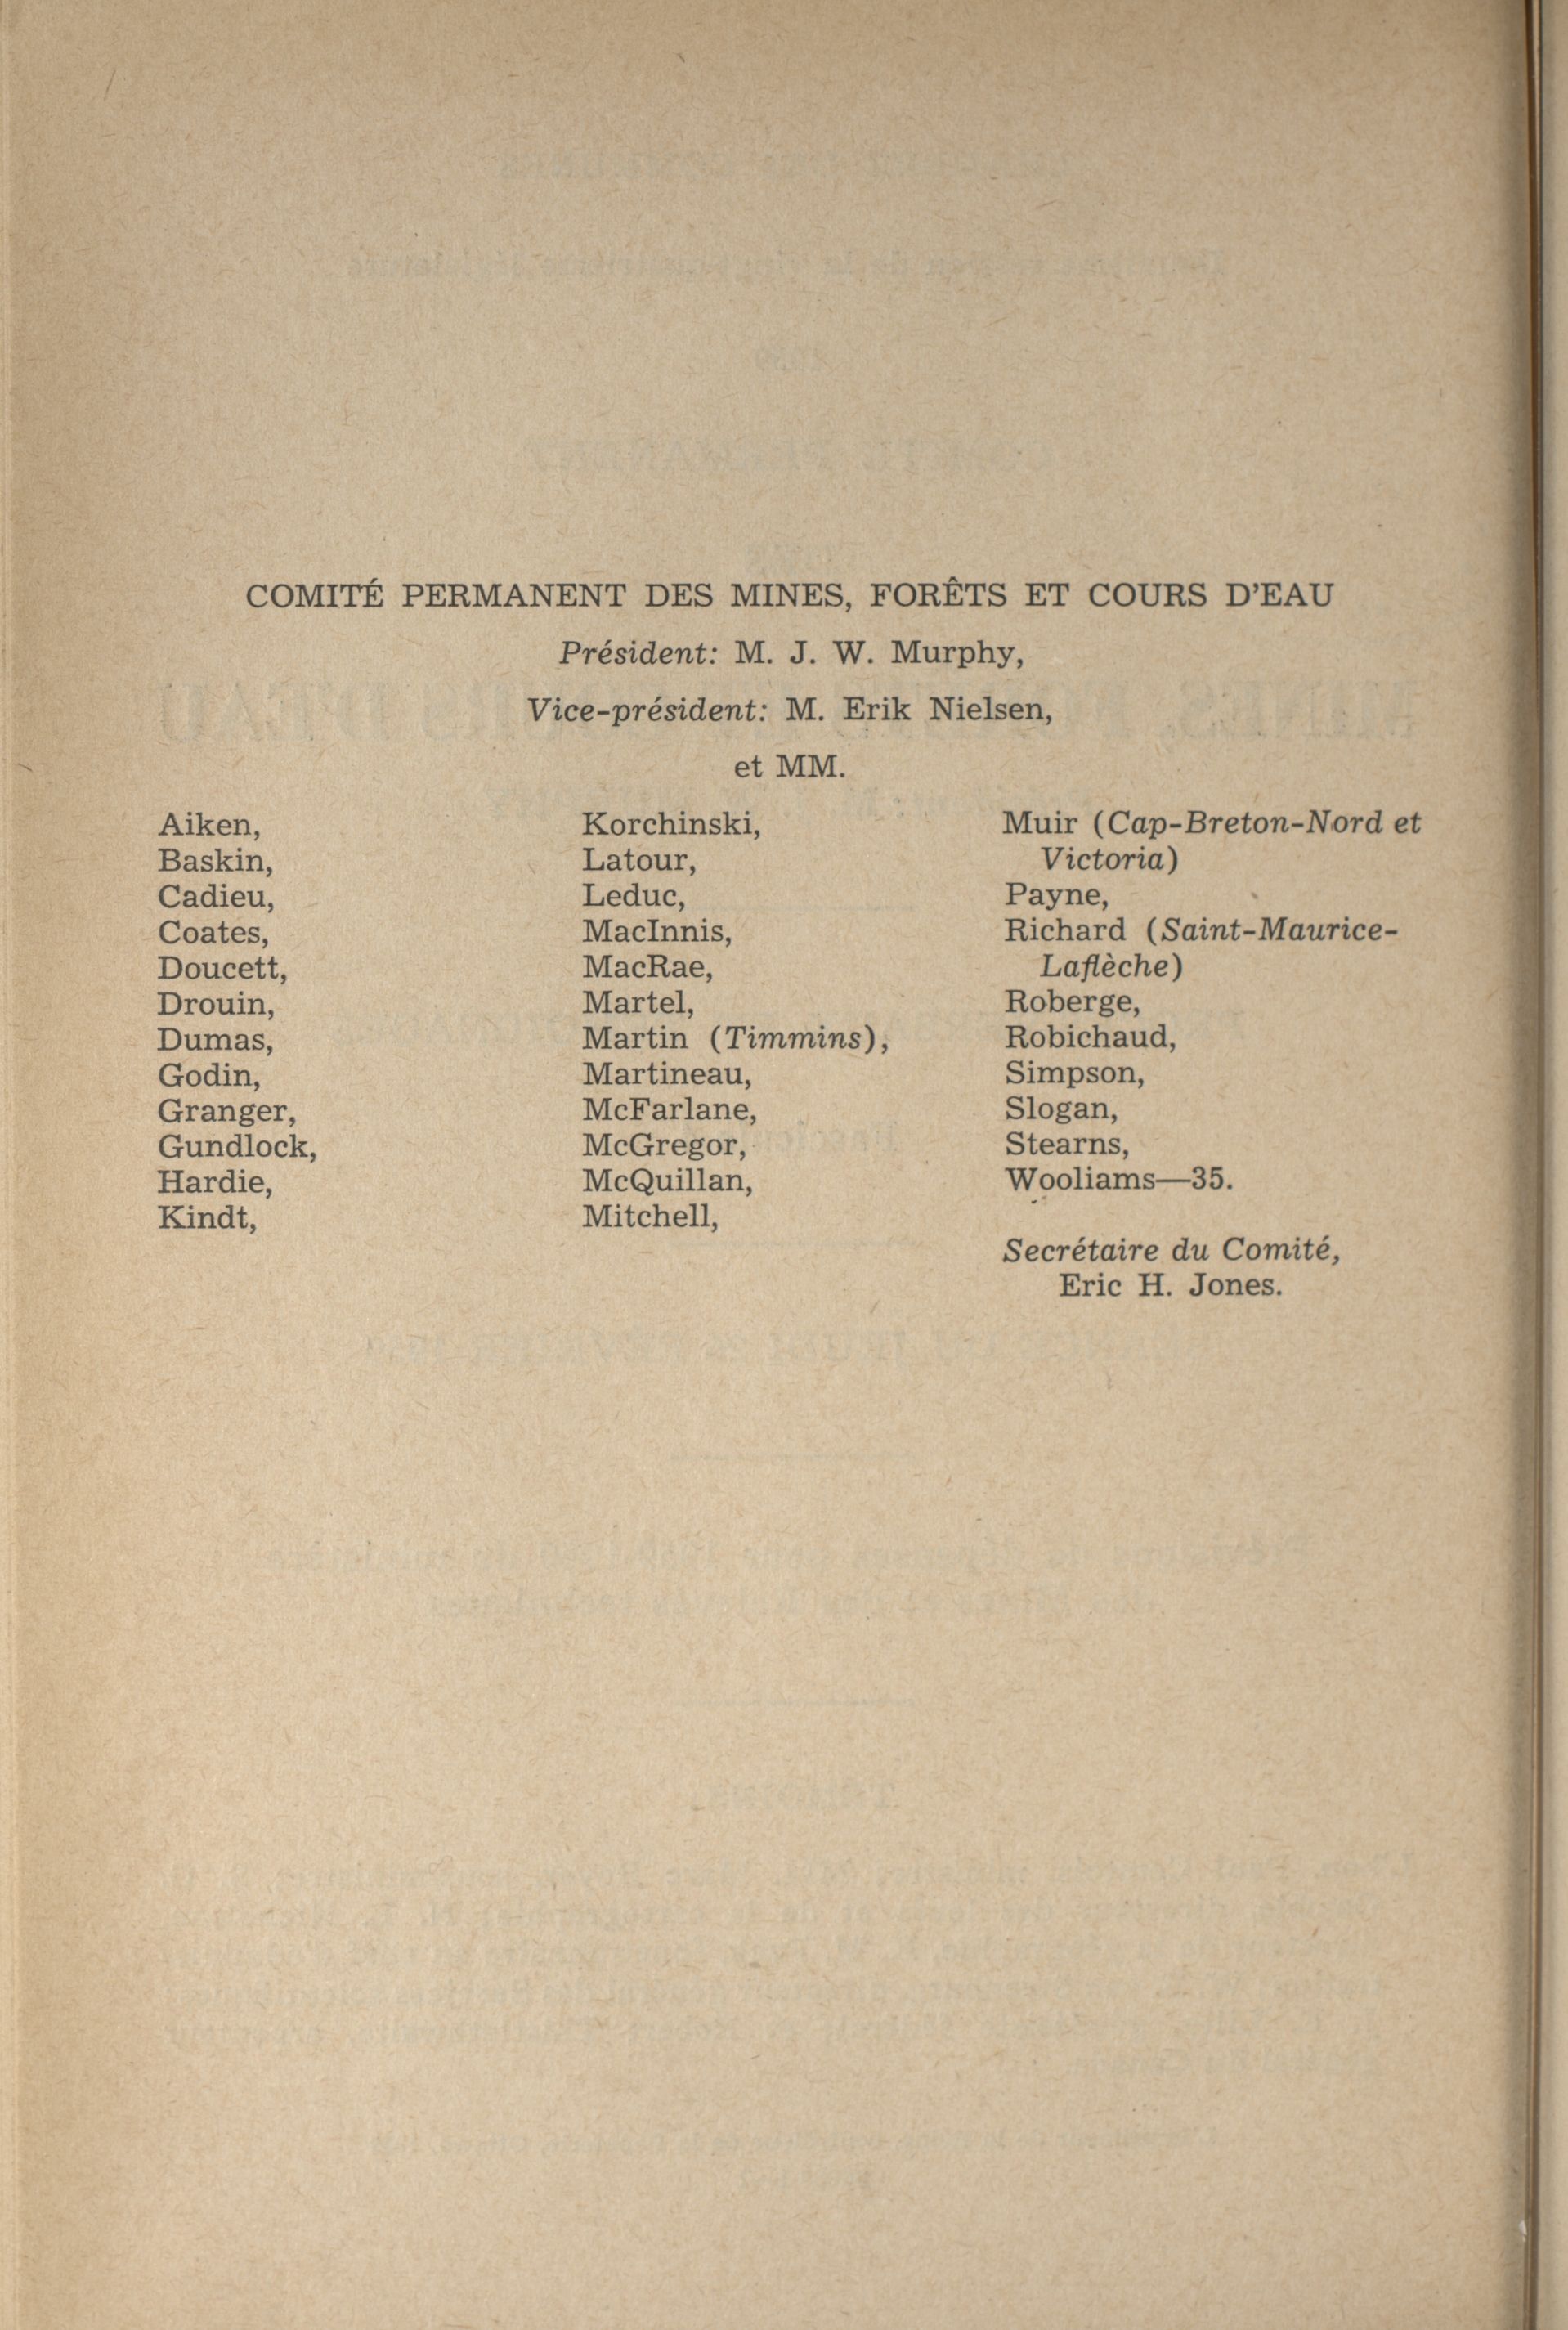 COMITÉ PERMANENT DES MINES, FORÊTS ET COURS D'EAU
Président: M. J. W. Murphy,
Vice-président: M. Erik Nielsen,
et MM.
Aiken,
Baskin,
Cadieu,
Coates,
Doucett,
Drouin,
Dumas,
Godin,
Granger,
Gundlock,
Hardie,
Kindt,
Korchinski,
Latour,
Leduc,
MacInnis,
MacRae,
Martel,
Martin (Timmins),
Martineau,
McFarlane,
McGregor,
McQuillan,
Mitchell,
Muir (Cap-Breton-Nord et
Victoria)
Payne,
Richard (Saint-Maurice-
Laflèche)
Roberge,
Robichaud,
Simpson,
Slogan,
Stearns,
Wooliams—35.
Secrétaire du Comité,
Eric H. Jones.